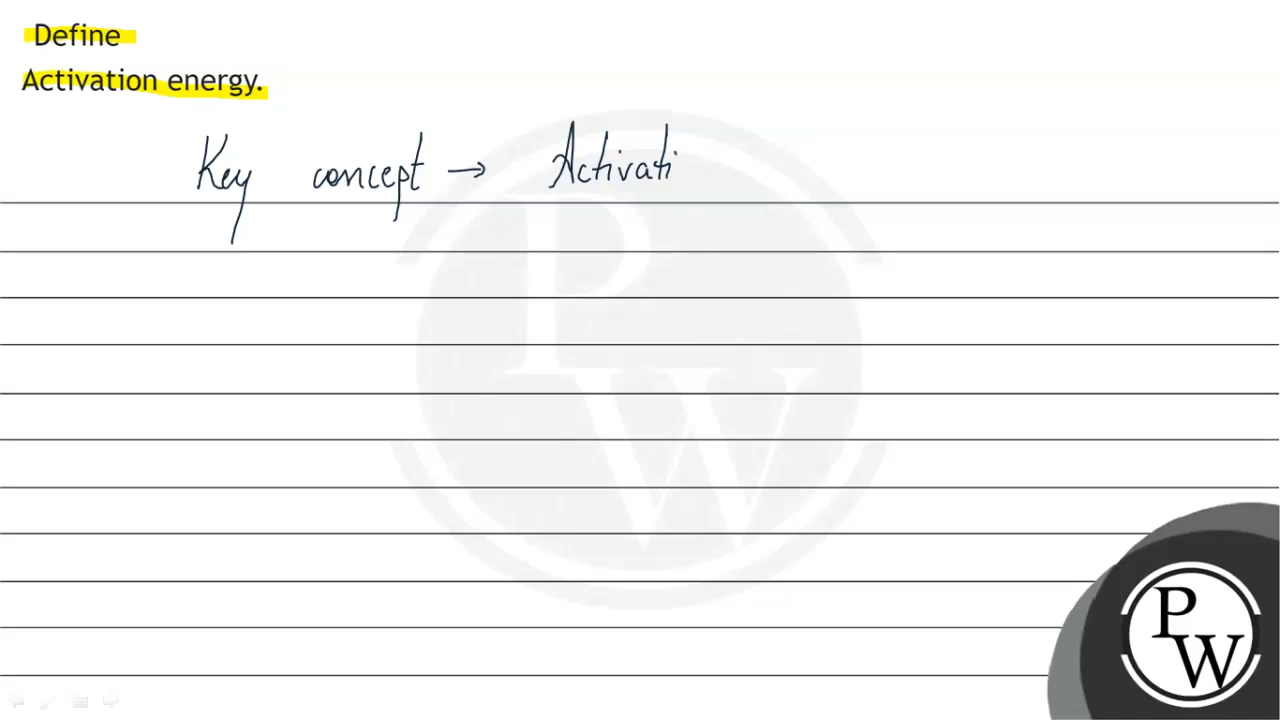 Define
Activation energy.
Key concept → Activati
P
W
P
W